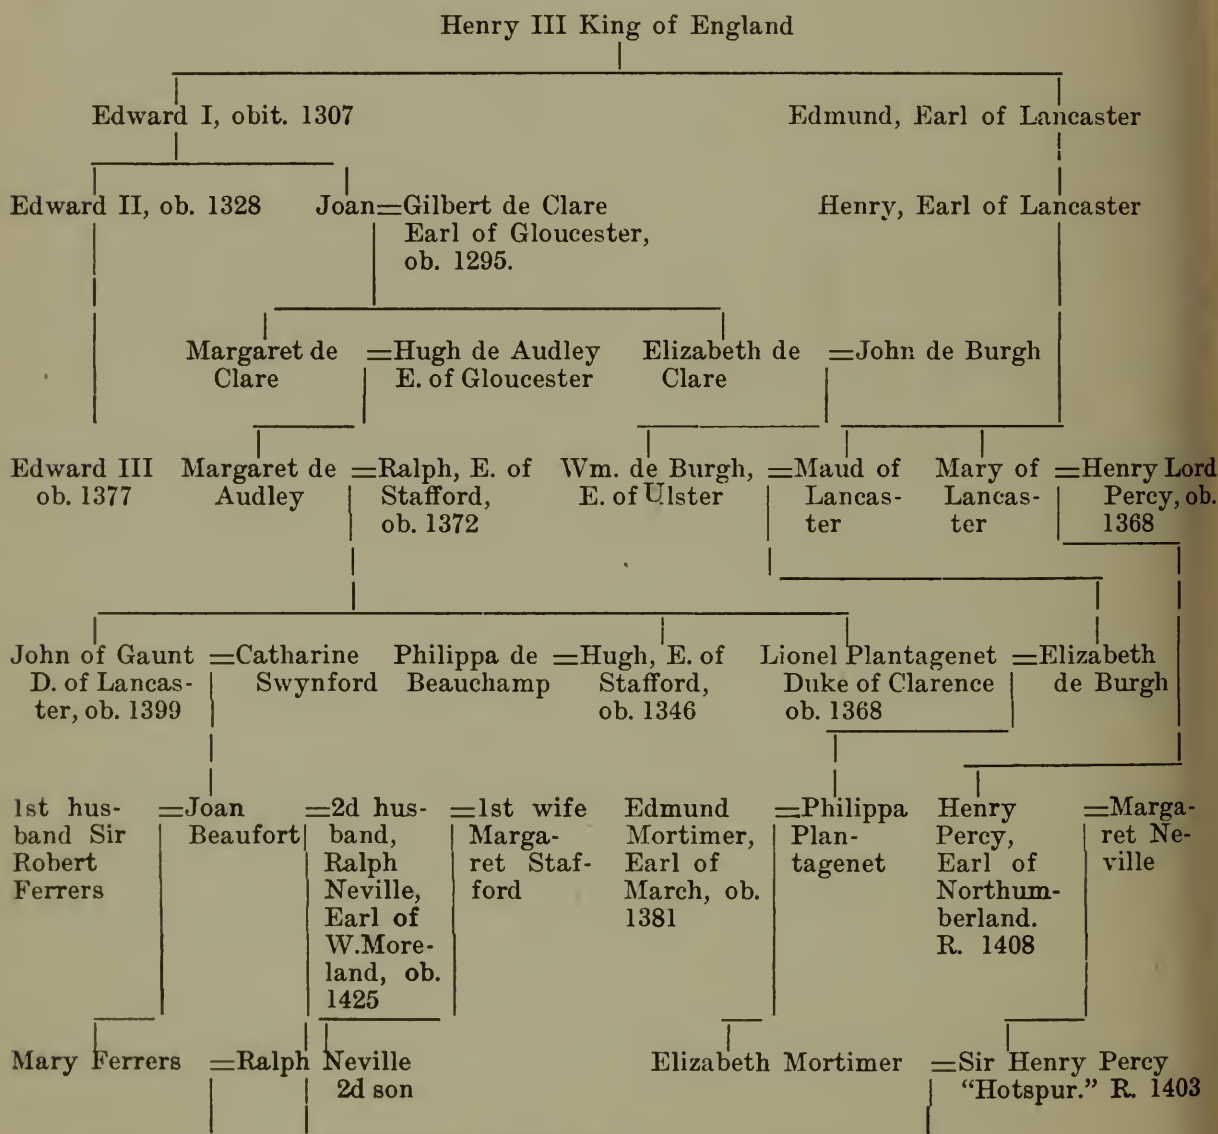 Henry III King of England
Edward I, obit. 1307
Edmund, Earl of Lancaster
Edward II, ob. 1328
Joan=Gilbert de Clare
Earl of Gloucester,
ob. 1295.
Henry, Earl of Lancaster
Margaret de
Clare
=Hugh de Audley
E. of Gloucester
Elizabeth de
Clare
=John de Burgh
Edward III
ob. 1377
Margaret de
Audley
=Ralph, E. of
Stafford,
ob. 1372
Wm. de Burgh,
E. of Ulster
=Maud of
Lancas-
ter
Mary of
Lancas-
ter
=Henry Lord
Percy, ob.
1368
John of Gaunt
D. of Lancas-
ter, ob. 1399
=Catharine
Swynford
Philippa de
Beauchamp
=Hugh, E. of
Stafford,
ob. 1346
Lionel Plantagenet
Duke of Clarence
ob. 1368
=Elizabeth
de Burgh
1st hus-
band Sir
Robert
Ferrers
=Joan
Beaufort
=2d hus-
band,
Ralph
Neville,
Earl of
W.More-
land, ob.
1425
=1st wife
Marga-
ret Staf-
ford
Edmund
Mortimer,
Earl of
March, ob.
1381
=Philippa
Plan-
tagenet
Henry
Percy,
Earl of
Northum-
berland.
R. 1408
=Marga-
ret Ne-
ville
Mary Ferrers
=Ralph Neville
2d son
Elizabeth Mortimer
=Sir Henry Percy
“Hotspur.” R. 1403